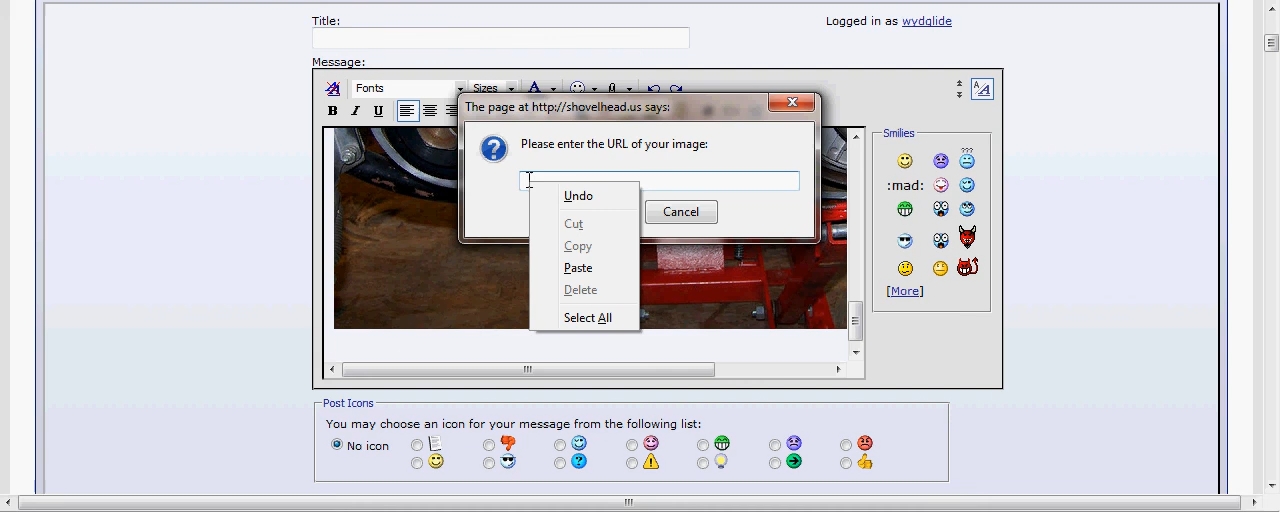 Title:
Logged in as wydglide
Message:
Fonts
Sizes
A
A/A
B I U
The page at http://shovelhead.us says:
Please enter the URL of your image:
Cancel
Undo
Cut
Copy
Paste
Delete
Select All
Smilies
???
:mad:
[More]
Post Icons
You may choose an icon for your message from the following list:
No icon